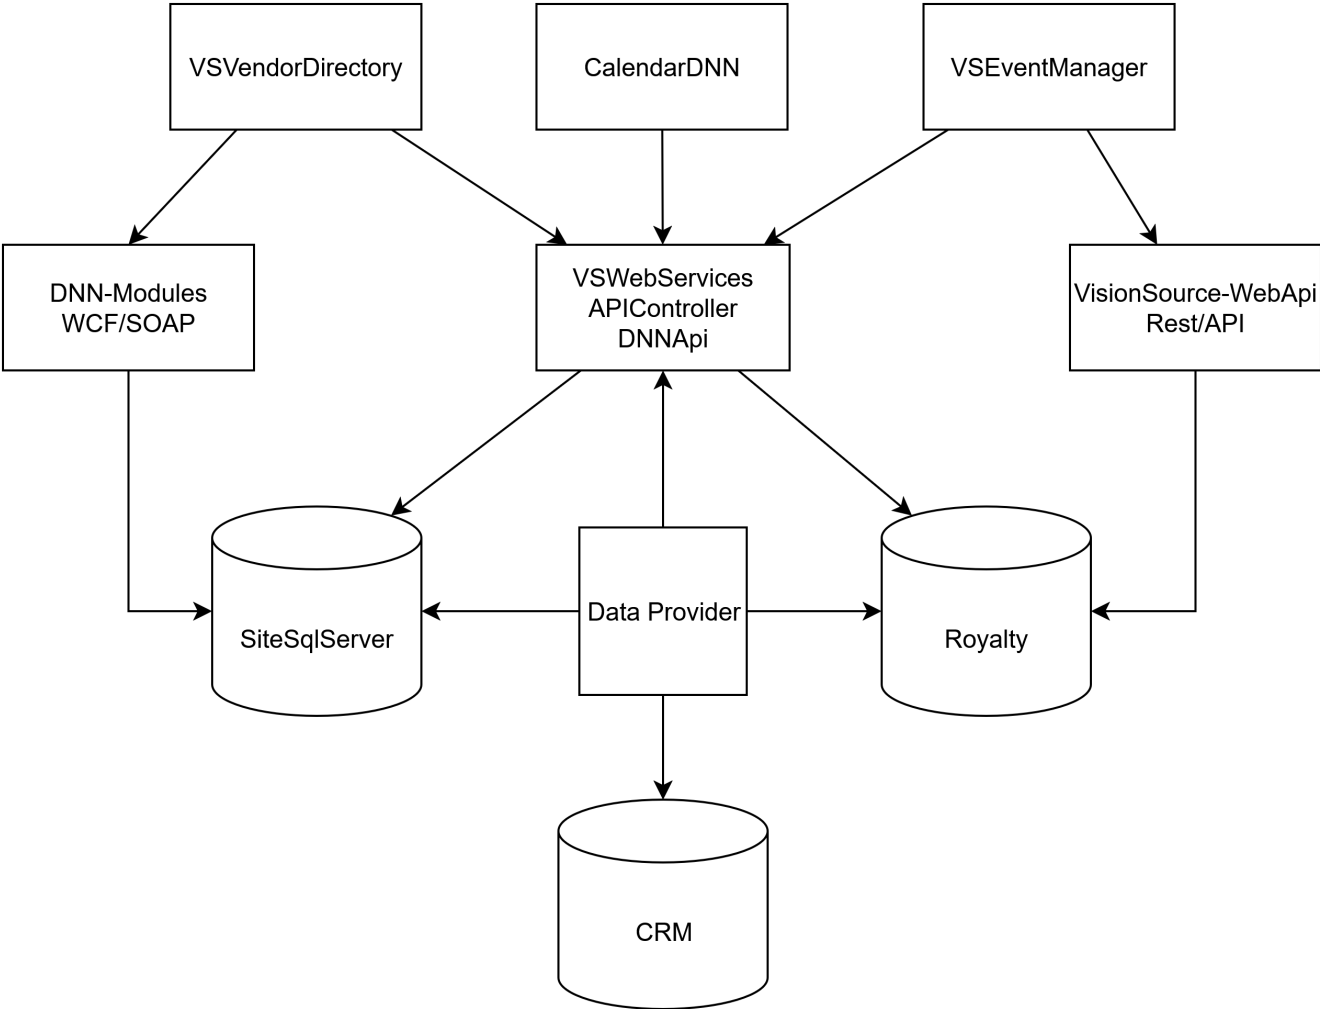 VSVendorDirectory
CalendarDNN
VSEventManager
DNN-Modules
WCF/SOAP
VSWebServices
APIController
DNNApi
VisionSource-WebApi
Rest/API
SiteSqlServer
Data Provider
Royalty
CRM